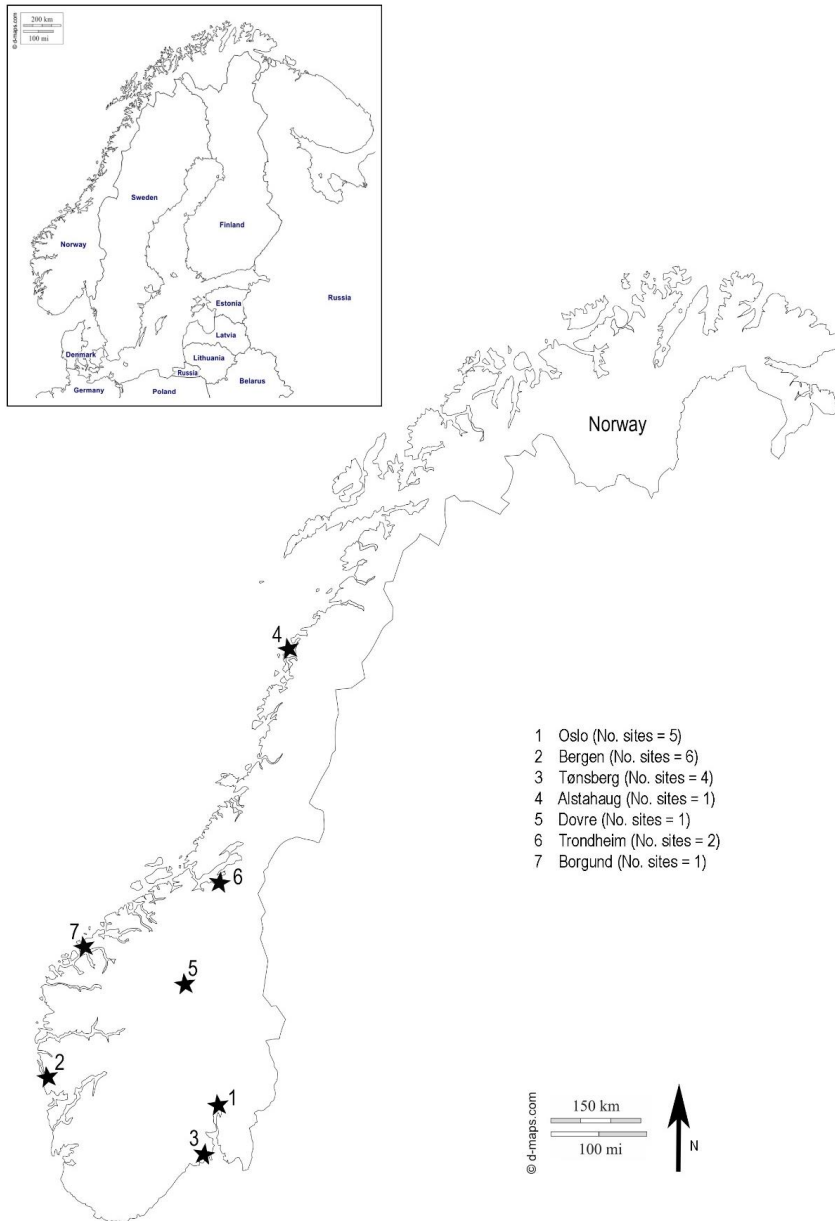 © d-maps.com
200 km
100 mi
Sweden
Finland
Norway
Russia
Estonia
Latvia
Denmark
Lithuania
Russia
Germany
Poland
Belarus
Norway
4
6
7
5
2
1
3
1 Oslo (No. sites = 5)
2 Bergen (No. sites = 6)
3 Tønsberg (No. sites = 4)
4 Alstahaug (No. sites = 1)
5 Dovre (No. sites = 1)
6 Trondheim (No. sites = 2)
7 Borgund (No. sites = 1)
© d-maps.com
150 km
100 mi
N